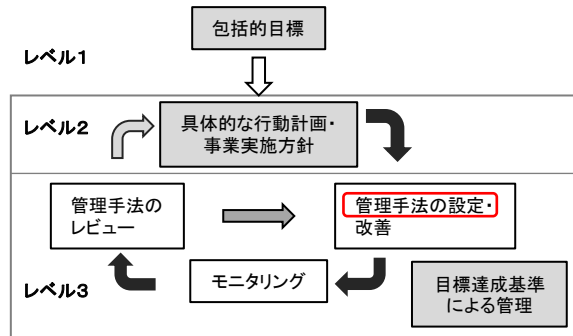 包括的目標
レベル1
レベル2
具体的な行動計画・
事業実施方針
管理手法の
レビュー
管理手法の設定・
改善
モニタリング
レベル3
目標達成基準
による管理